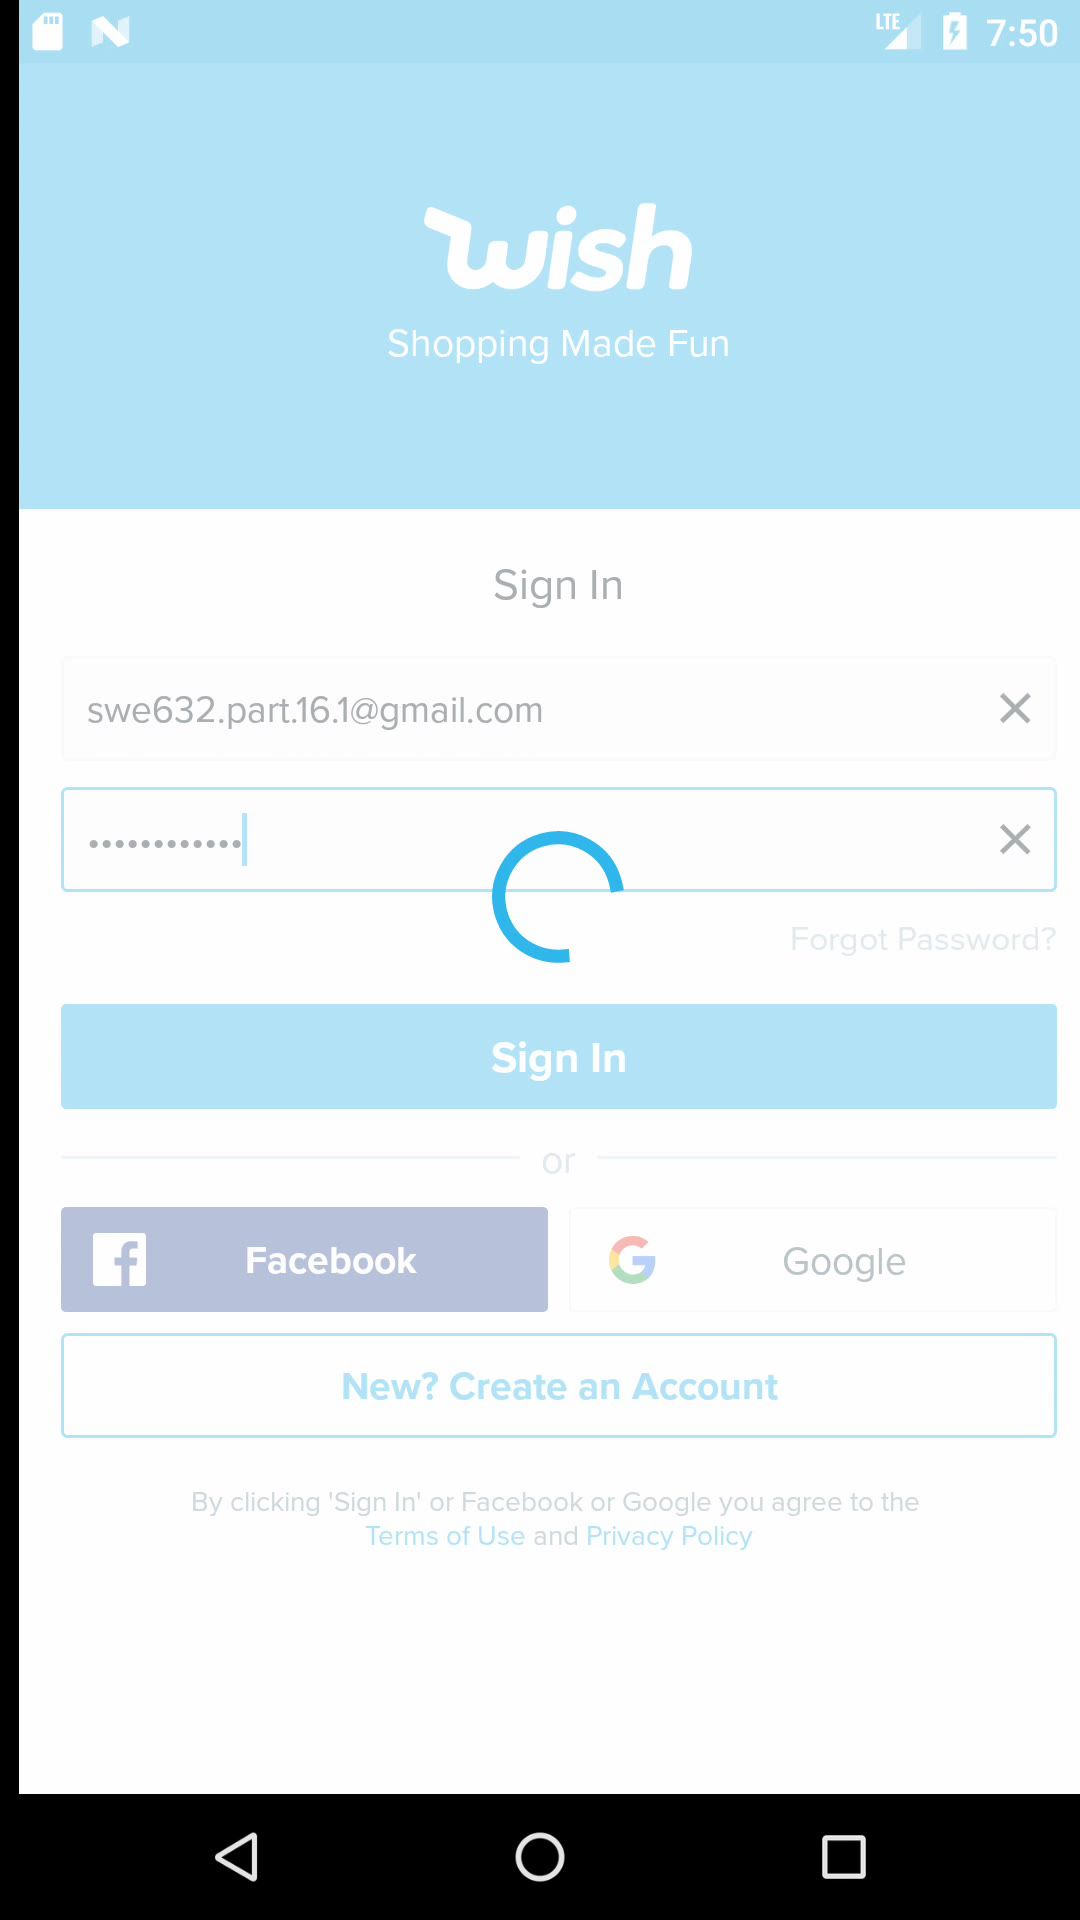 LTE 7:50
wish
Shopping Made Fun
Sign In
swe632.part.16.1@gmail.com
••••••••••••
Forgot Password?
Sign In
or
Facebook
Google
New? Create an Account
By clicking 'Sign In' or Facebook or Google you agree to the
Terms of Use and Privacy Policy